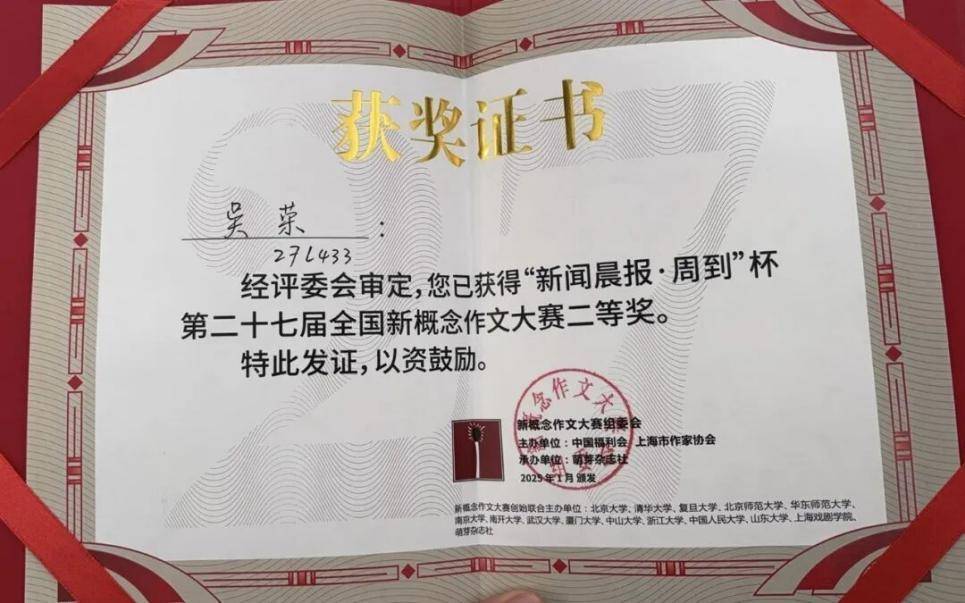 获奖证书
吴荣:
27L433
经评委会审定,您已获得“新闻晨报·周到”杯
第二十七届全国新概念作文大赛二等奖。
特此发证,以资鼓励。
新概念作文大赛组委会
主办单位:中国福利会 上海市作家协会
承办单位:萌芽杂志社
2025年1月 颁发
新概念作文大赛创始联合主办单位:北京大学、清华大学、复旦大学、北京师范大学、华东师范大学、
南京大学、南开大学、武汉大学、厦门大学、中山大学、浙江大学、中国人民大学、山东大学、上海戏剧学院、
萌芽杂志社
27